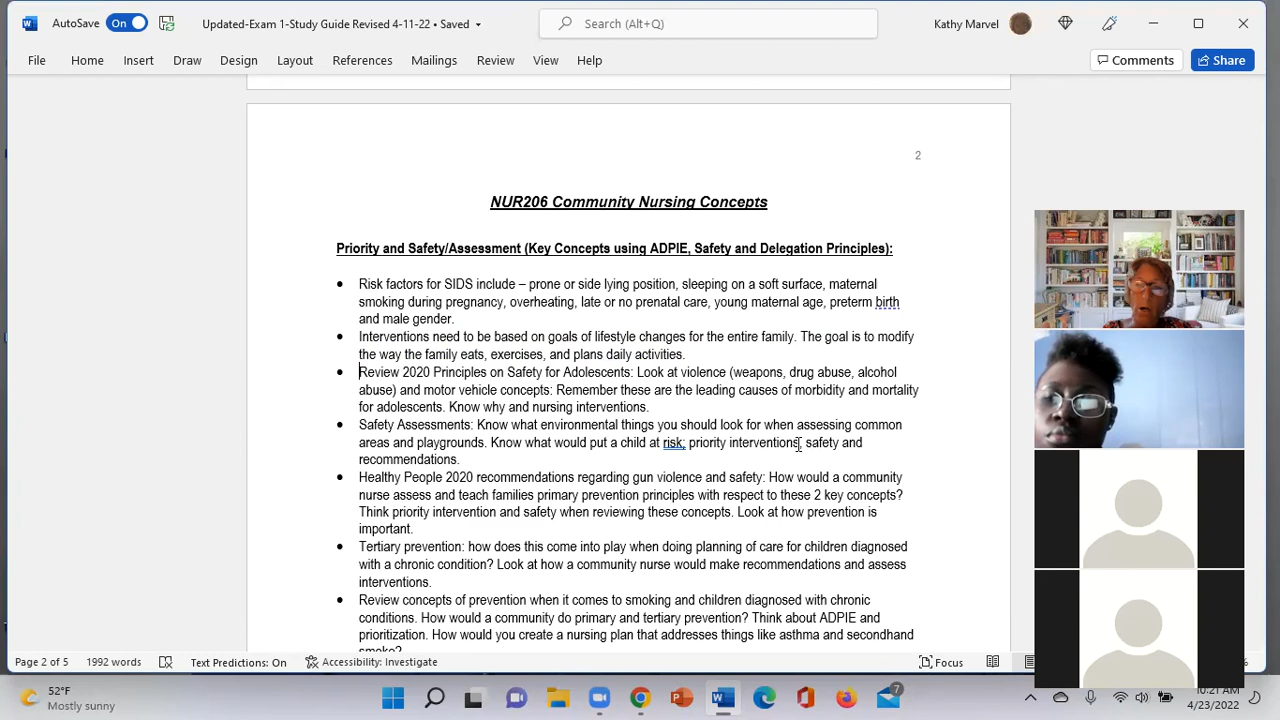 AutoSave On Updated-Exam 1-Study Guide Revised 4-11-22 • Saved Search (Alt+Q) Kathy Marvel
File Home Insert Draw Design Layout References Mailings Review View Help Comments Share
2
NUR206 Community Nursing Concepts
Priority and Safety/Assessment (Key Concepts using ADPIE, Safety and Delegation Principles):
• Risk factors for SIDS include – prone or side lying position, sleeping on a soft surface, maternal
smoking during pregnancy, overheating, late or no prenatal care, young maternal age, preterm birth
and male gender.
• Interventions need to be based on goals of lifestyle changes for the entire family. The goal is to modify
the way the family eats, exercises, and plans daily activities.
• Review 2020 Principles on Safety for Adolescents: Look at violence (weapons, drug abuse, alcohol
abuse) and motor vehicle concepts: Remember these are the leading causes of morbidity and mortality
for adolescents. Know why and nursing interventions.
• Safety Assessments: Know what environmental things you should look for when assessing common
areas and playgrounds. Know what would put a child at risk; priority interventions, safety and
recommendations.
• Healthy People 2020 recommendations regarding gun violence and safety: How would a community
nurse assess and teach families primary prevention principles with respect to these 2 key concepts?
Think priority intervention and safety when reviewing these concepts. Look at how prevention is
important.
• Tertiary prevention: how does this come into play when doing planning of care for children diagnosed
with a chronic condition? Look at how a community nurse would make recommendations and assess
interventions.
• Review concepts of prevention when it comes to smoking and children diagnosed with chronic
conditions. How would a community do primary and tertiary prevention? Think about ADPIE and
prioritization. How would you create a nursing plan that addresses things like asthma and secondhand
smoke?
Page 2 of 5 1992 words Text Predictions: On Accessibility: Investigate Focus
52°F
Mostly sunny
7
10:21 AM
4/23/2022